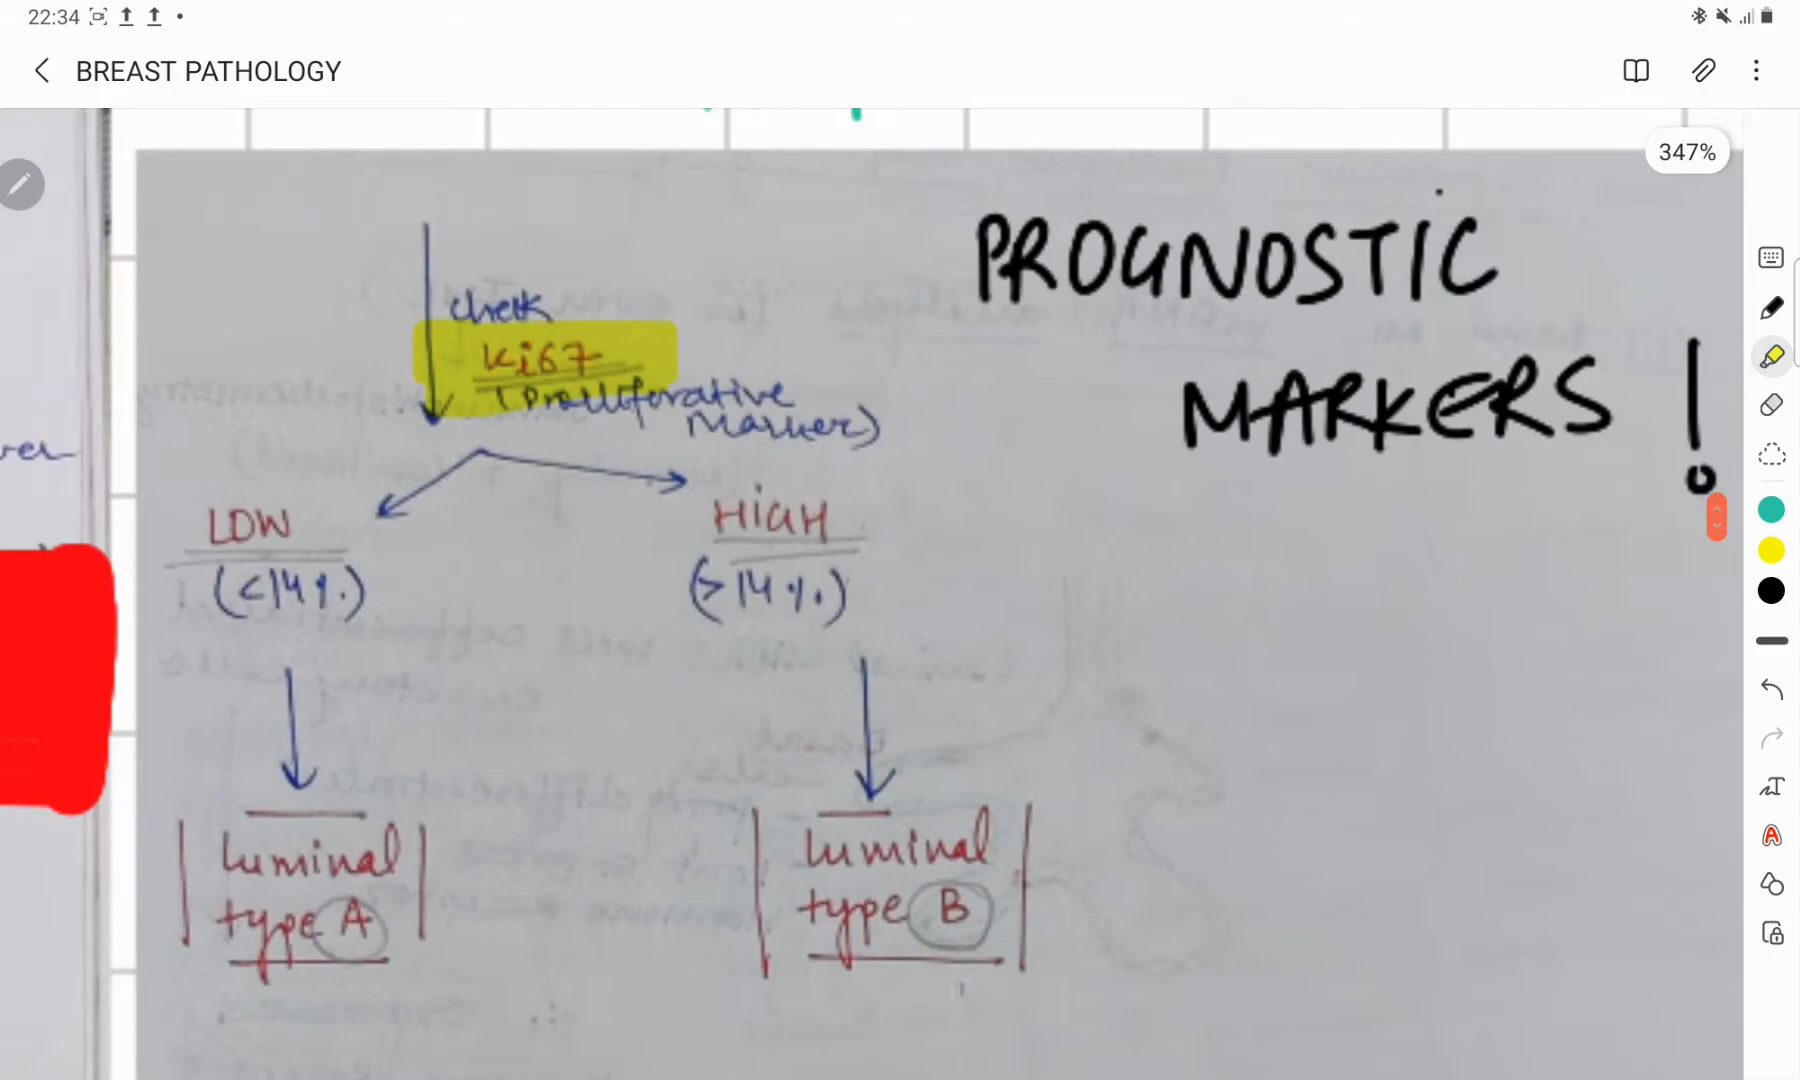 22:34
BREAST PATHOLOGY
347%
PROGNOSTIC
MARKERS !
check
Ki67
(Proliferative
Marker)
LOW
HIGH
(<14%)
(>14%)
luminal
type A
luminal
type B